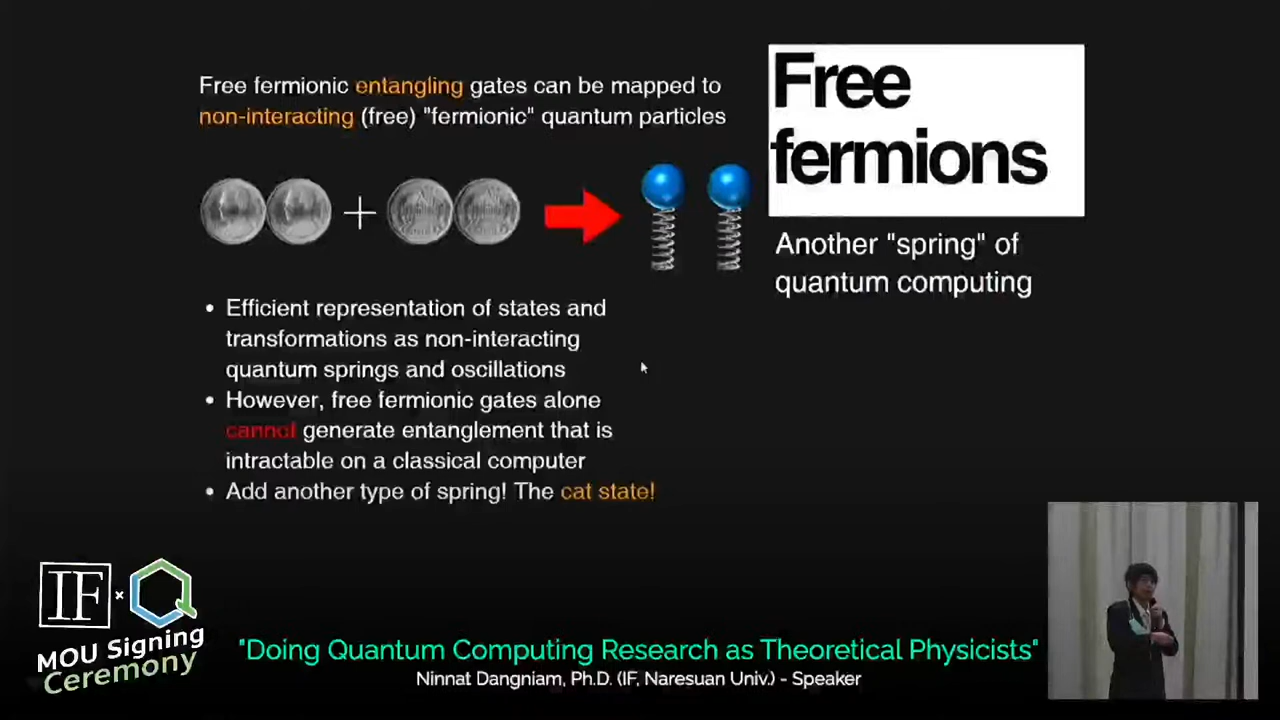 Free fermionic entangling gates can be mapped to
non-interacting (free) "fermionic" quantum particles
Free
fermions
Another "spring" of
quantum computing
• Efficient representation of states and
transformations as non-interacting
quantum springs and oscillations
• However, free fermionic gates alone
cannot generate entanglement that is
intractable on a classical computer
• Add another type of spring! The cat state!
IF × Q
MOU Signing
Ceremony
"Doing Quantum Computing Research as Theoretical Physicists"
Ninnat Dangniam, Ph.D. (IF, Naresuan Univ.) - Speaker